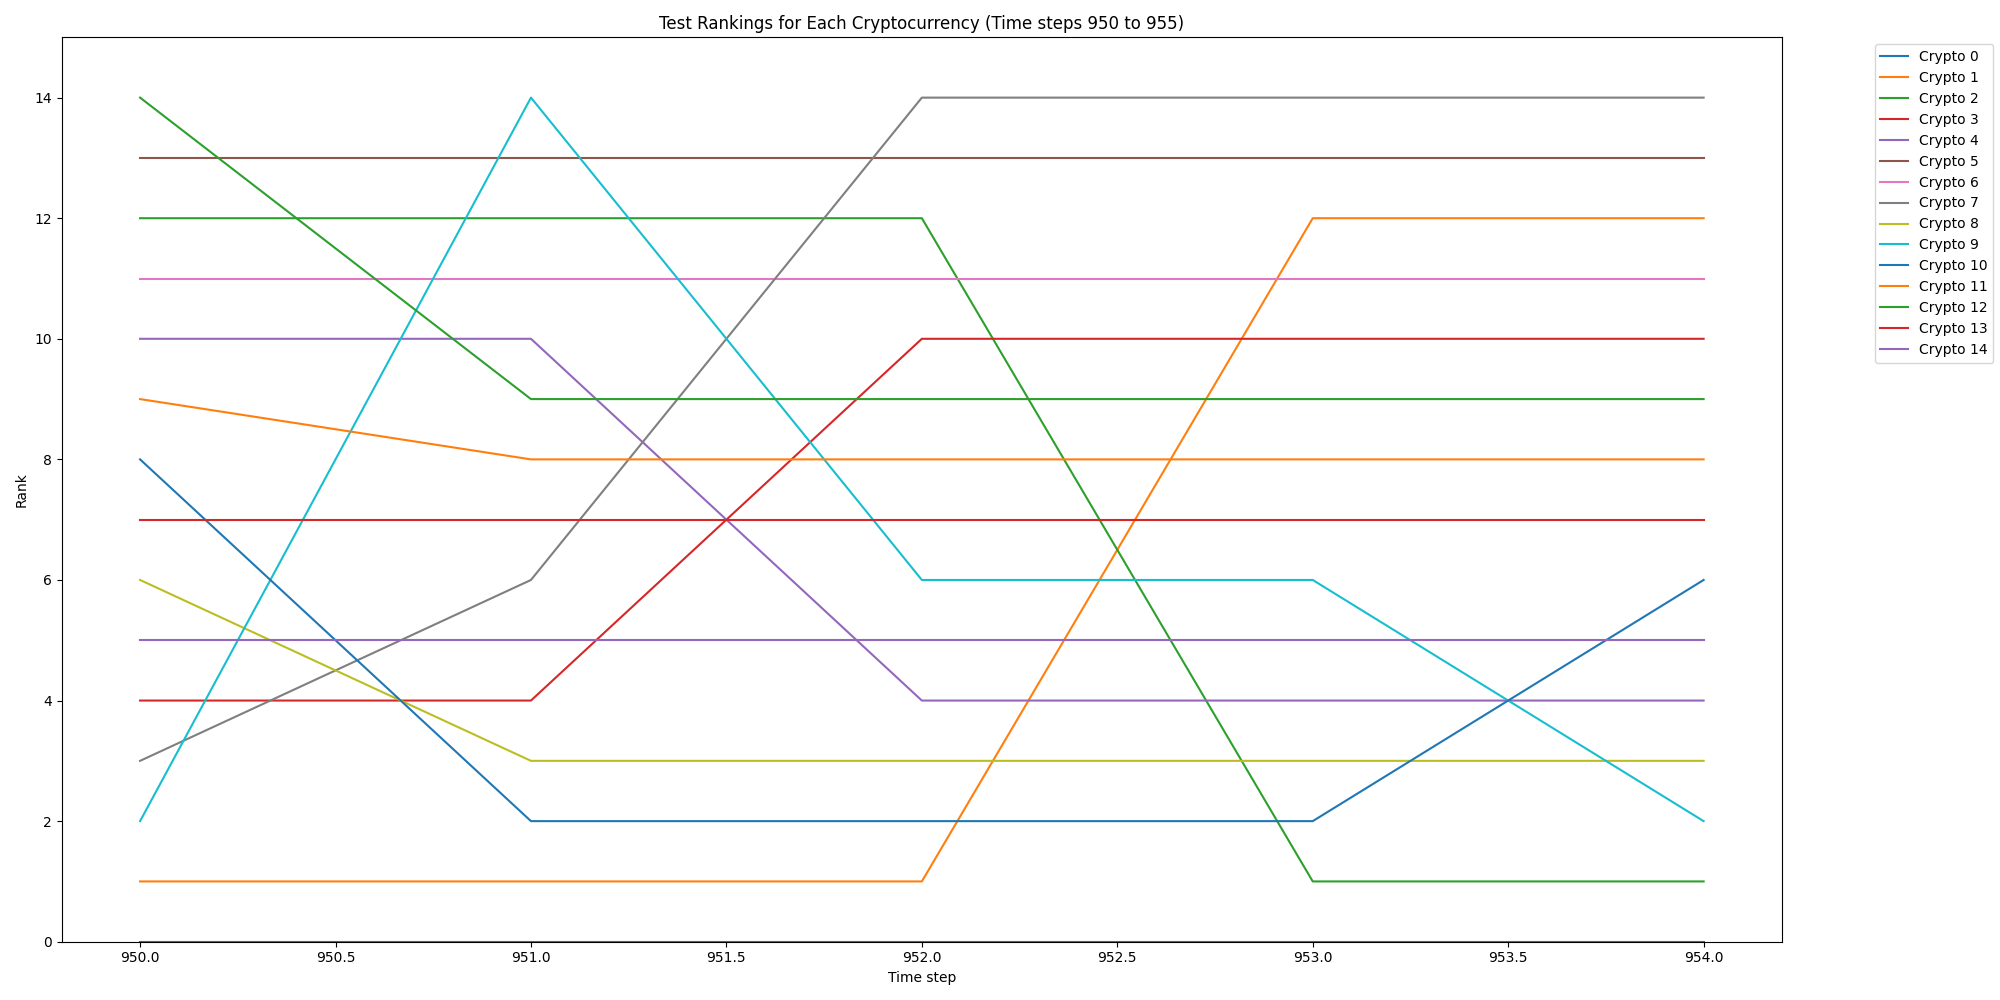 Test Rankings for Each Cryptocurrency (Time steps 950 to 955)
14
12
10
8
6
4
2
0
Rank
950.0 950.5 951.0 951.5 952.0 952.5 953.0 953.5 954.0
Time step
Crypto 0
Crypto 1
Crypto 2
Crypto 3
Crypto 4
Crypto 5
Crypto 6
Crypto 7
Crypto 8
Crypto 9
Crypto 10
Crypto 11
Crypto 12
Crypto 13
Crypto 14